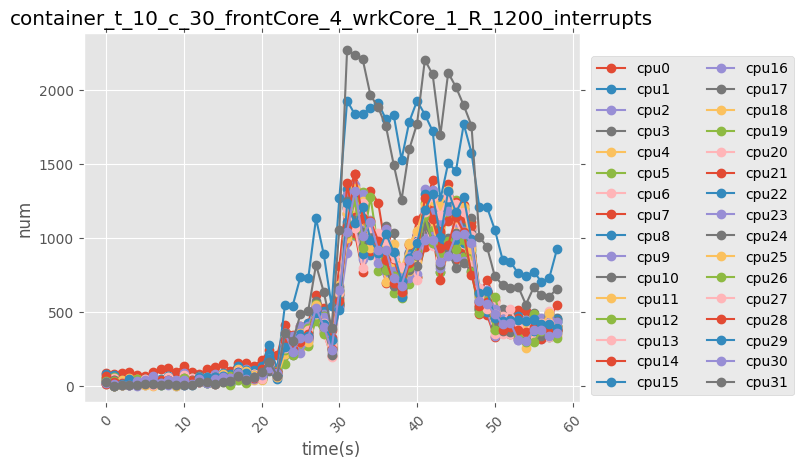 container_t_10_c_30_frontCore_4_wrkCore_1_R_1200_interrupts
num
2000
1500
1000
500
0
0
10
20
30
40
50
60
time(s)
cpu0
cpu1
cpu2
cpu3
cpu4
cpu5
cpu6
cpu7
cpu8
cpu9
cpu10
cpu11
cpu12
cpu13
cpu14
cpu15
cpu16
cpu17
cpu18
cpu19
cpu20
cpu21
cpu22
cpu23
cpu24
cpu25
cpu26
cpu27
cpu28
cpu29
cpu30
cpu31